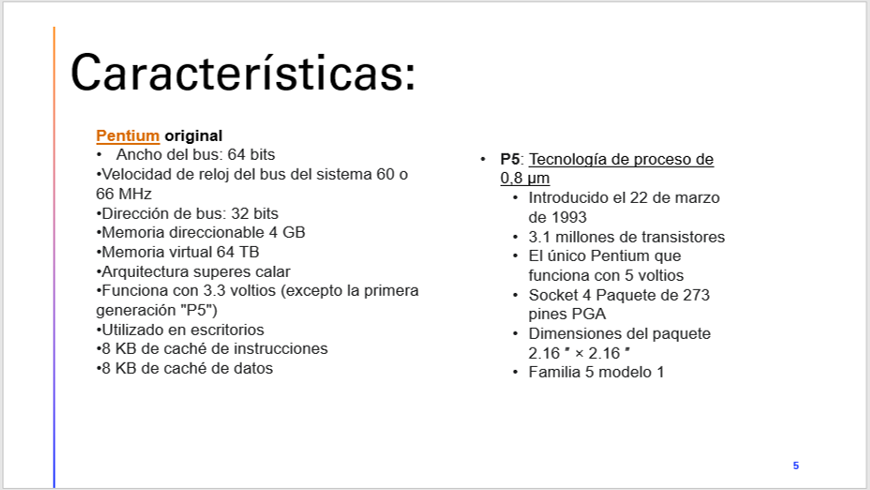 Características:
Pentium original
• Ancho del bus: 64 bits
•Velocidad de reloj del bus del sistema 60 o
66 MHz
•Dirección de bus: 32 bits
•Memoria direccionable 4 GB
•Memoria virtual 64 TB
•Arquitectura superes calar
•Funciona con 3.3 voltios (excepto la primera
generación "P5")
•Utilizado en escritorios
•8 KB de caché de instrucciones
•8 KB de caché de datos
• P5: Tecnología de proceso de
0,8 μm
• Introducido el 22 de marzo
de 1993
• 3.1 millones de transistores
• El único Pentium que
funciona con 5 voltios
• Socket 4 Paquete de 273
pines PGA
• Dimensiones del paquete
2.16 ″ × 2.16 ″
• Familia 5 modelo 1
5